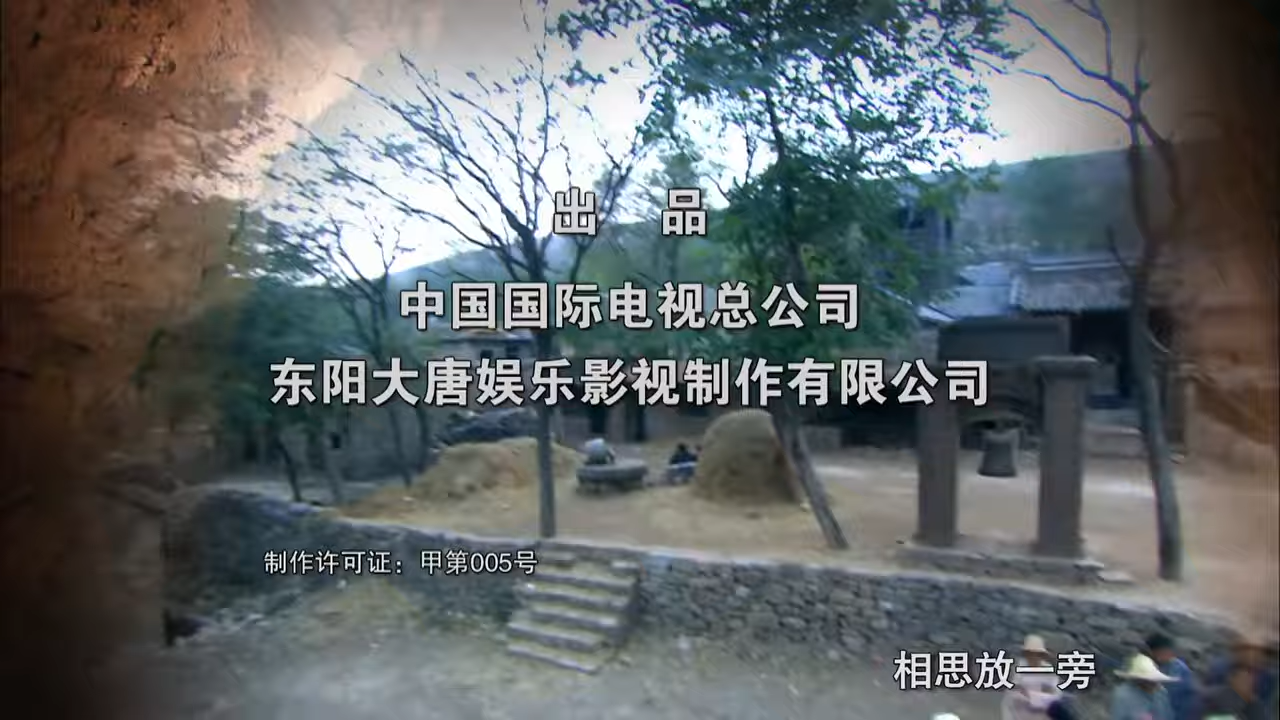 出 品
中国国际电视总公司
东阳大唐娱乐影视制作有限公司
制作许可证：甲第005号
相思放一旁